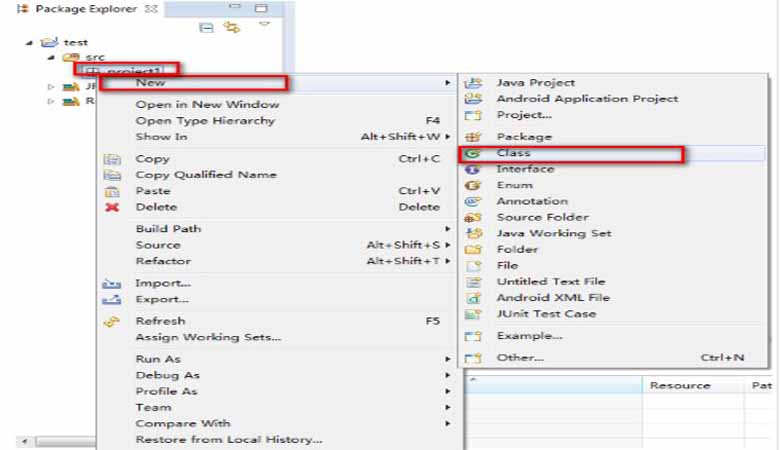 Package Explorer
test
src
project1
New
Open in New Window
Open Type Hierarchy F4
Show In Alt+Shift+W
Copy Ctrl+C
Copy Qualified Name
Paste Ctrl+V
Delete Delete
Build Path
Source Alt+Shift+S
Refactor Alt+Shift+T
Import...
Export...
Refresh F5
Assign Working Sets...
Run As
Debug As
Profile As
Team
Compare With
Restore from Local History...
Java Project
Android Application Project
Project...
Package
Class
Interface
Enum
Annotation
Source Folder
Java Working Set
Folder
File
Untitled Text File
Android XML File
JUnit Test Case
Example...
Other... Ctrl+N
Resource Pat